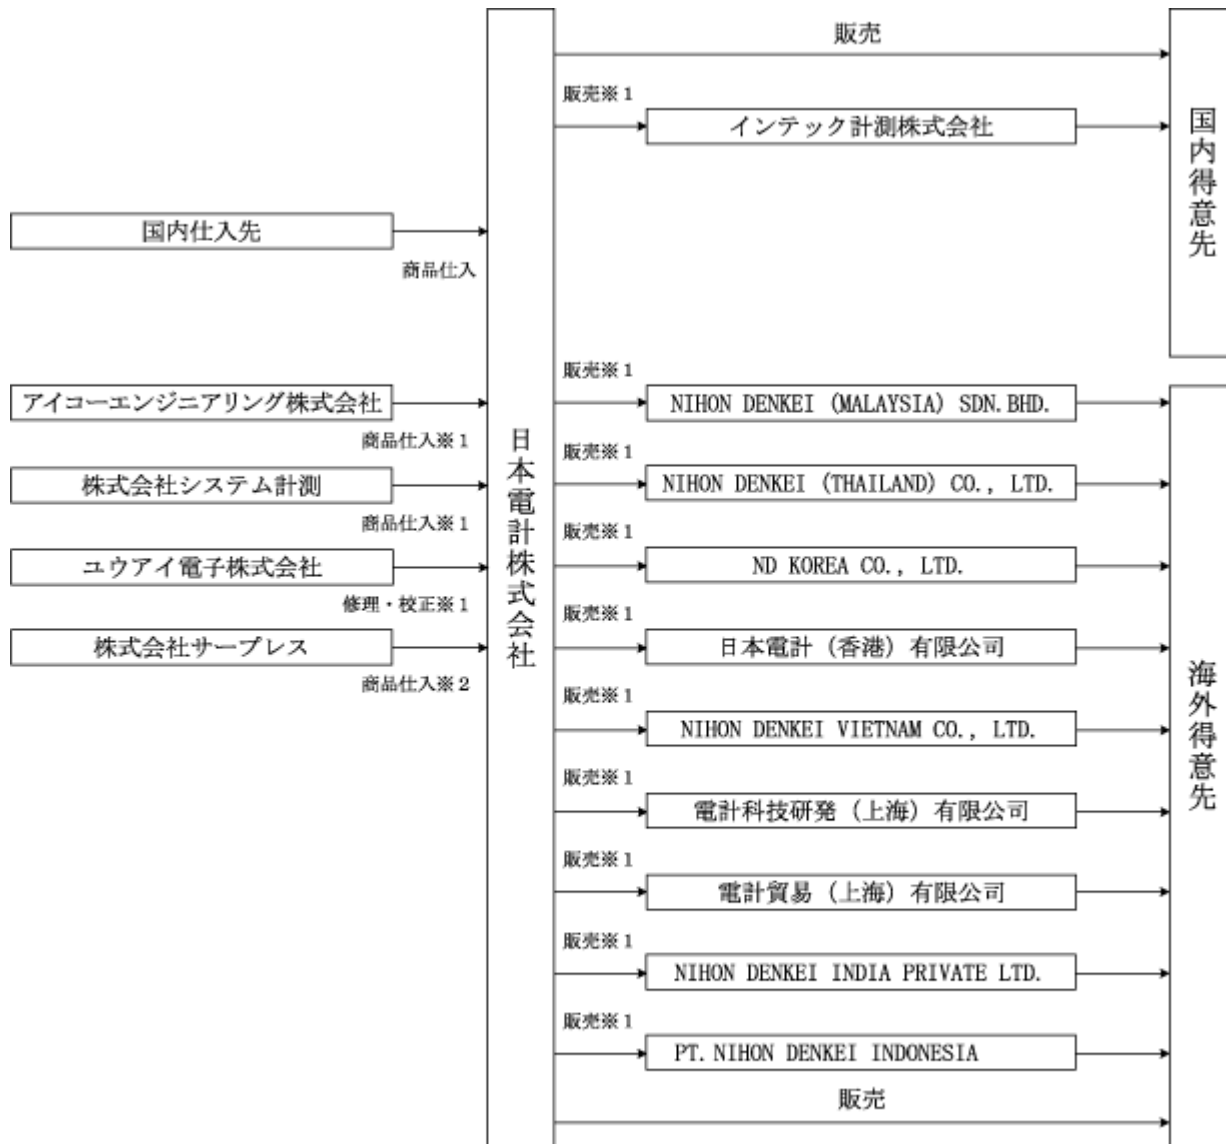 販売
販売※1
インテック計測株式会社
国内得意先
国内仕入先
商品仕入
販売※1
アイコーエンジニアリング株式会社
NIHON DENKEI (MALAYSIA) SDN.BHD.
商品仕入※1
販売※1
株式会社システム計測
NIHON DENKEI (THAILAND) CO., LTD.
商品仕入※1
販売※1
ユウアイ電子株式会社
ND KOREA CO., LTD.
修理・校正※1
販売※1
株式会社サープレス
日本電計(香港)有限公司
商品仕入※2
日本電計株式会社
販売※1
NIHON DENKEI VIETNAM CO., LTD.
海外得意先
販売※1
電計科技研発(上海)有限公司
販売※1
電計貿易(上海)有限公司
販売※1
NIHON DENKEI INDIA PRIVATE LTD.
販売※1
PT.NIHON DENKEI INDONESIA
販売